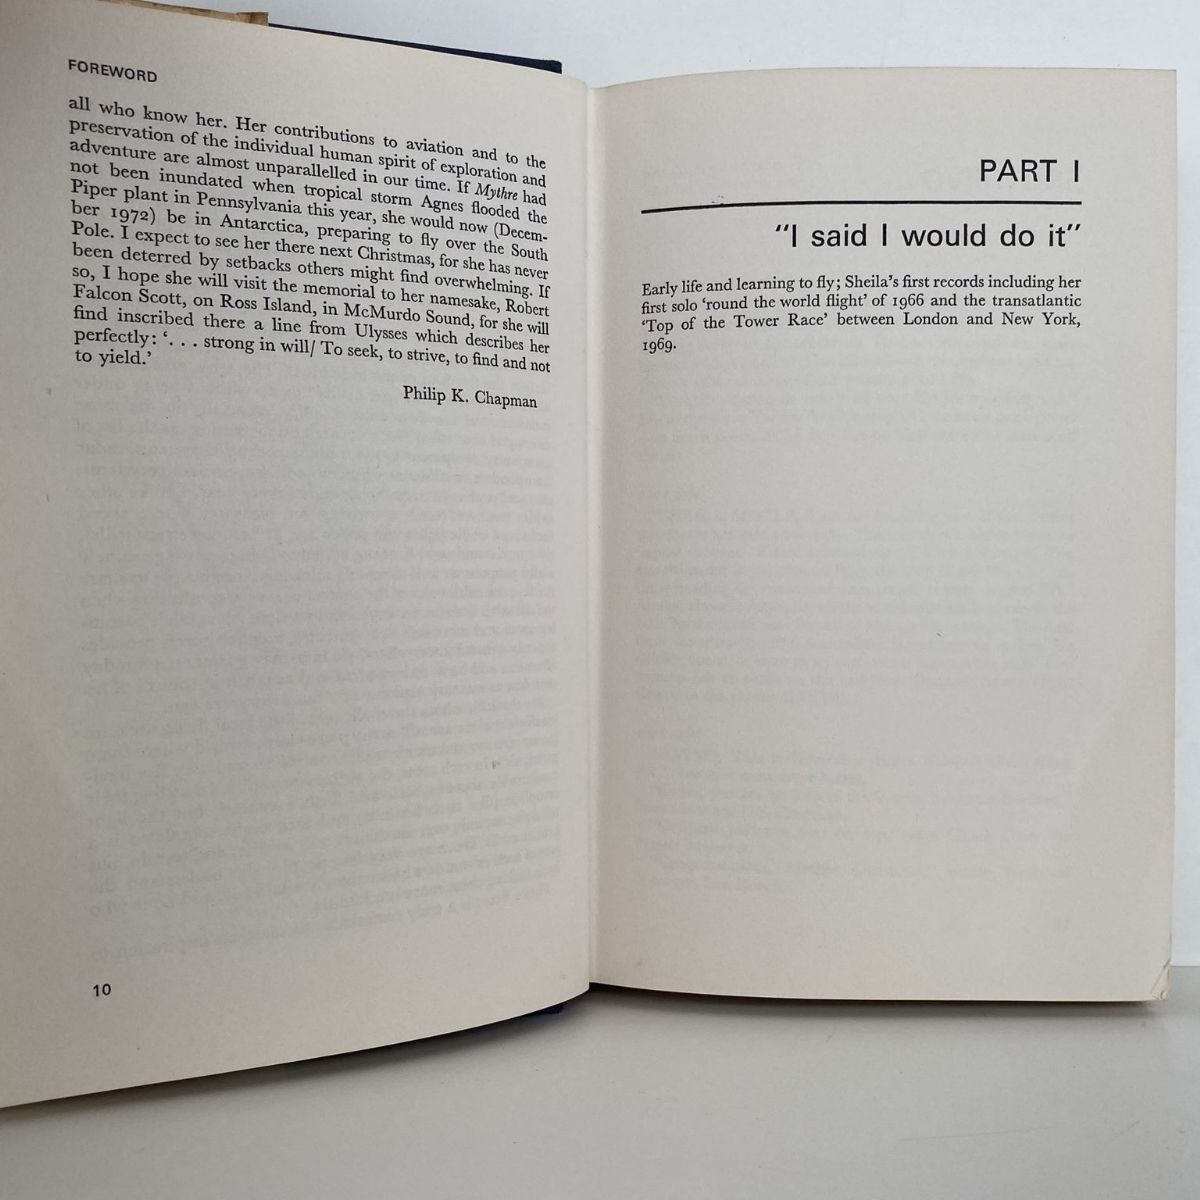 FOREWORD
all who know her. Her contributions to aviation and to the
preservation of the individual human spirit of exploration and
adventure are almost unparallelled in our time. If Mythre had
not been inundated when tropical storm Agnes flooded the
Piper plant in Pennsylvania this year, she would now (Decem-
ber 1972) be in Antarctica, preparing to fly over the South
Pole. I expect to see her there next Christmas, for she has never
been deterred by setbacks others might find overwhelming. If
so, I hope she will visit the memorial to her namesake, Robert
Falcon Scott, on Ross Island, in McMurdo Sound, for she will
find inscribed there a line from Ulysses which describes her
perfectly: '. . . strong in will/ To seek, to strive, to find and not
to yield.'
Philip K. Chapman
10
PART I
"I said I would do it"
Early life and learning to fly; Sheila's first records including her
first solo 'round the world flight' of 1966 and the transatlantic
'Top of the Tower Race' between London and New York,
1969.